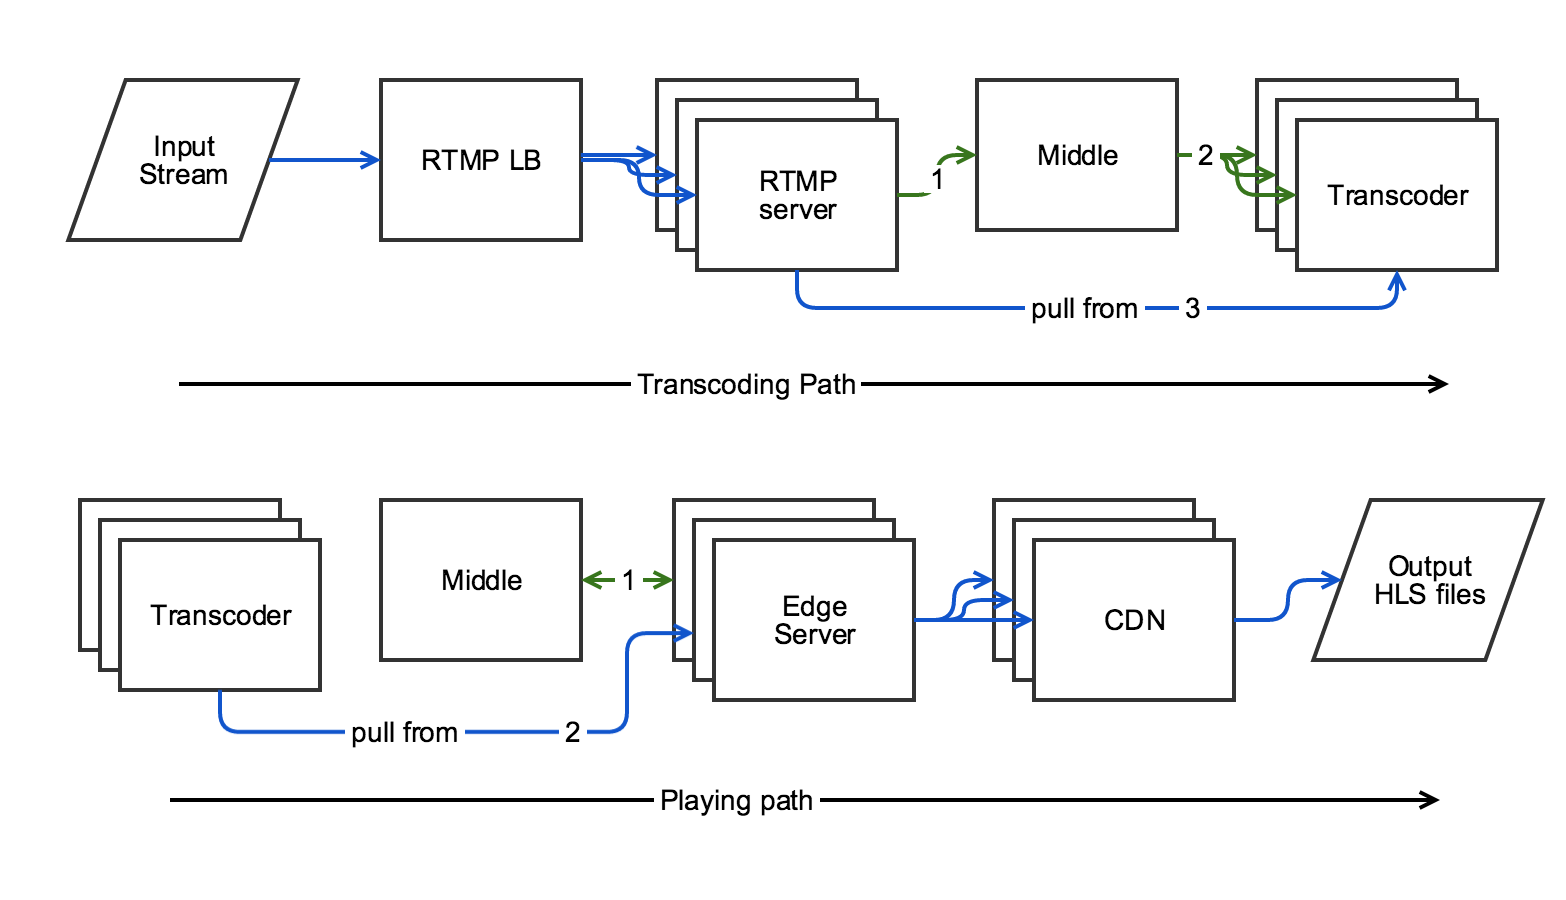 Input
Stream
RTMP LB
RTMP
server
1
Middle
2
Transcoder
pull from
3
Transcoding Path
Transcoder
Middle
1
Edge
Server
CDN
Output
HLS files
pull from
2
Playing path